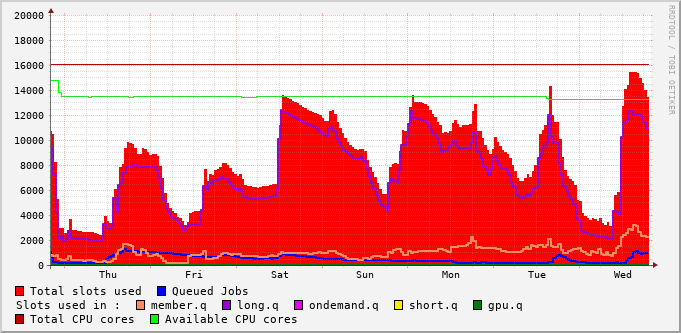 20000
18000
16000
14000
12000
10000
8000
6000
4000
2000
0
Thu Fri Sat Sun Mon Tue Wed
RRDTOOL / TOBI OETIKER
Total slots used Queued Jobs
Slots used in : member.q long.q ondemand.q short.q gpu.q
Total CPU cores Available CPU cores